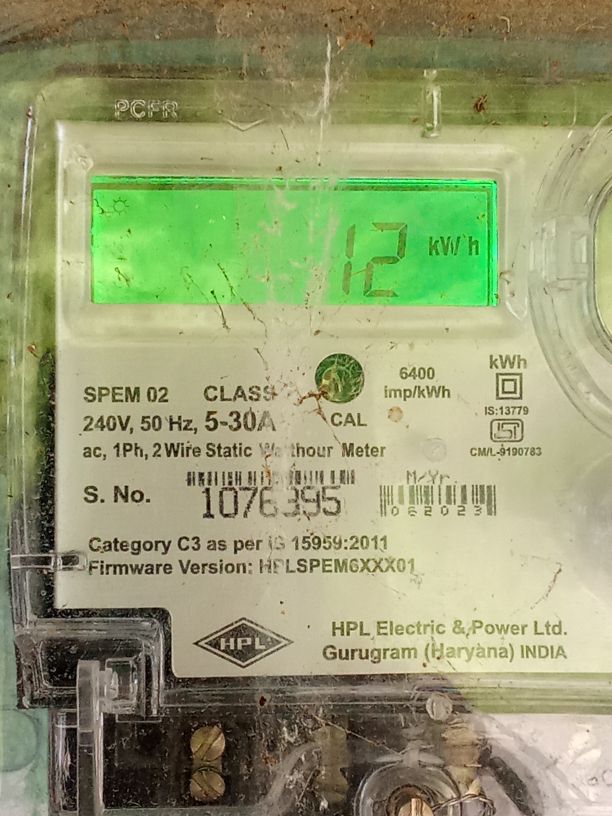 PCFR
12 kWh
SPEM 02 CLASS
240V, 50 Hz, 5-30A
CAL
6400
imp/kWh
kWh
IS:13779
ISI
CM/L-9190783
ac, 1Ph, 2 Wire Static Watthour Meter
S. No. 1076395
M/Yr.
062023
Category C3 as per IS 15959:2011
Firmware Version: HPLSPEM6XXX01
HPL
HPL Electric & Power Ltd.
Gurugram (Haryana) INDIA